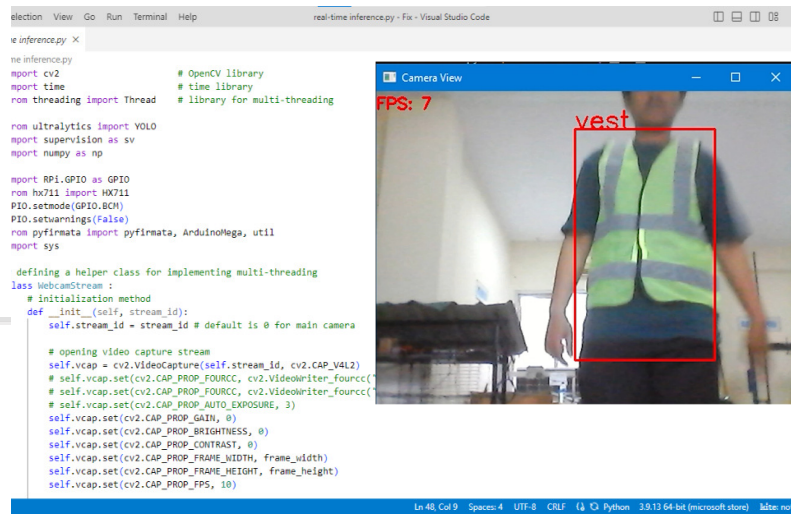 election View Go Run Terminal Help real-time inference.py - Fix - Visual Studio Code
me inference.py ×
me inference.py
mport cv2 # OpenCV library
mport time # time library
rom threading import Thread # library for multi-threading
rom ultralytics import YOLO
mport supervision as sv
mport numpy as np
mport RPi.GPIO as GPIO
rom hx711 import HX711
PIO.setmode(GPIO.BCM)
PIO.setwarnings(False)
rom pyfirmata import pyfirmata, ArduinoMega, util
mport sys
defining a helper class for implementing multi-threading
lass WebcamStream :
# initialization method
def __init__(self, stream_id):
self.stream_id = stream_id # default is 0 for main camera
# opening video capture stream
self.vcap = cv2.VideoCapture(self.stream_id, cv2.CAP_V4L2)
# self.vcap.set(cv2.CAP_PROP_FOURCC, cv2.VideoWriter_fourcc('
# self.vcap.set(cv2.CAP_PROP_FOURCC, cv2.VideoWriter_fourcc('
# self.vcap.set(cv2.CAP_PROP_AUTO_EXPOSURE, 3)
self.vcap.set(cv2.CAP_PROP_GAIN, 0)
self.vcap.set(cv2.CAP_PROP_BRIGHTNESS, 0)
self.vcap.set(cv2.CAP_PROP_CONTRAST, 0)
self.vcap.set(cv2.CAP_PROP_FRAME_WIDTH, frame_width)
self.vcap.set(cv2.CAP_PROP_FRAME_HEIGHT, frame_height)
self.vcap.set(cv2.CAP_PROP_FPS, 10)
Camera View
FPS: 7
vest
Ln 48, Col 9 Spaces: 4 UTF-8 CRLF Python 3.9.13 64-bit (microsoft store)